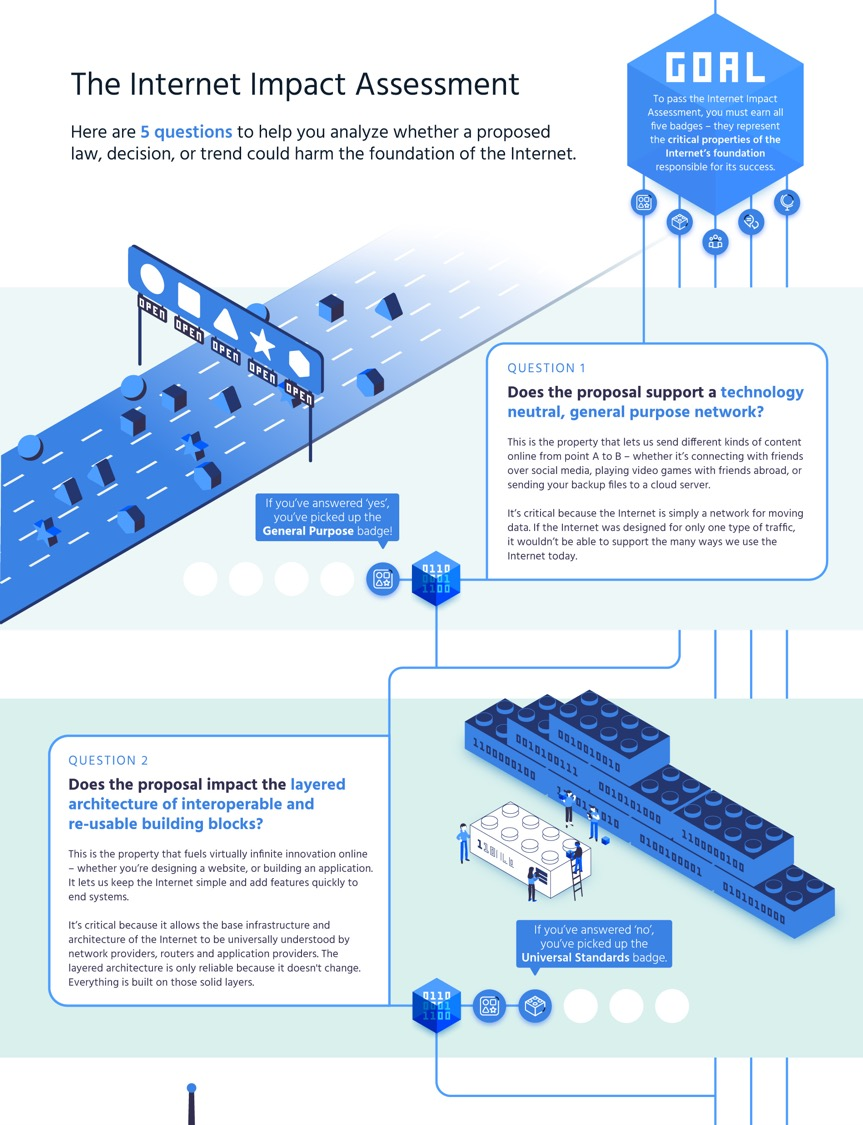 The Internet Impact Assessment
Here are 5 questions to help you analyze whether a proposed
law, decision, or trend could harm the foundation of the Internet.
GOAL
To pass the Internet Impact
Assessment, you must earn all
five badges – they represent
the critical properties of the
Internet's foundation
responsible for its success.
OPEN
OPEN
OPEN
OPEN
OPEN
QUESTION 1
Does the proposal support a technology
neutral, general purpose network?
This is the property that lets us send different kinds of content
online from point A to B – whether it's connecting with friends
over social media, playing video games with friends abroad, or
sending your backup files to a cloud server.
It's critical because the Internet is simply a network for moving
data. If the Internet was designed for only one type of traffic,
it wouldn't be able to support the many ways we use the
Internet today.
If you've answered 'yes',
you've picked up the
General Purpose badge!
0110
0001
1100
QUESTION 2
Does the proposal impact the layered
architecture of interoperable and
re-usable building blocks?
This is the property that fuels virtually infinite innovation online
– whether you're designing a website, or building an application.
It lets us keep the Internet simple and add features quickly to
end systems.
It's critical because it allows the base infrastructure and
architecture of the Internet to be universally understood by
network providers, routers and application providers. The
layered architecture is only reliable because it doesn't change.
Everything is built on those solid layers.
1100000100
0010100111
0010010010
0010101000
1100000100
0100100001
0101010000
If you've answered 'no',
you've picked up the
Universal Standards badge.
0110
0001
1100